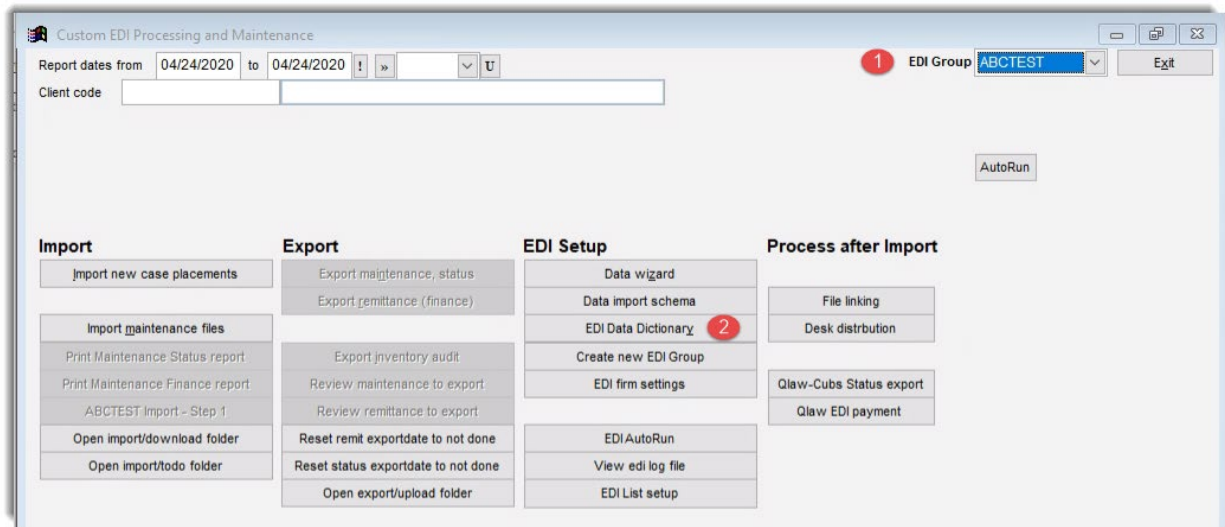 Custom EDI Processing and Maintenance
Report dates from 04/24/2020 to 04/24/2020 ! » U
1 EDI Group ABCTEST Exit
Client code
AutoRun
Import
Import new case placements
Import maintenance files
Print Maintenance Status report
Print Maintenance Finance report
ABCTEST Import - Step 1
Open import/download folder
Open import/todo folder
Export
Export maintenance, status
Export remittance (finance)
Export inventory audit
Review maintenance to export
Review remittance to export
Reset remit exportdate to not done
Reset status exportdate to not done
Open export/upload folder
EDI Setup
Data wizard
Data import schema
EDI Data Dictionary 2
Create new EDI Group
EDI firm settings
EDI AutoRun
View edi log file
EDI List setup
Process after Import
File linking
Desk distrbution
Qlaw-Cubs Status export
Qlaw EDI payment